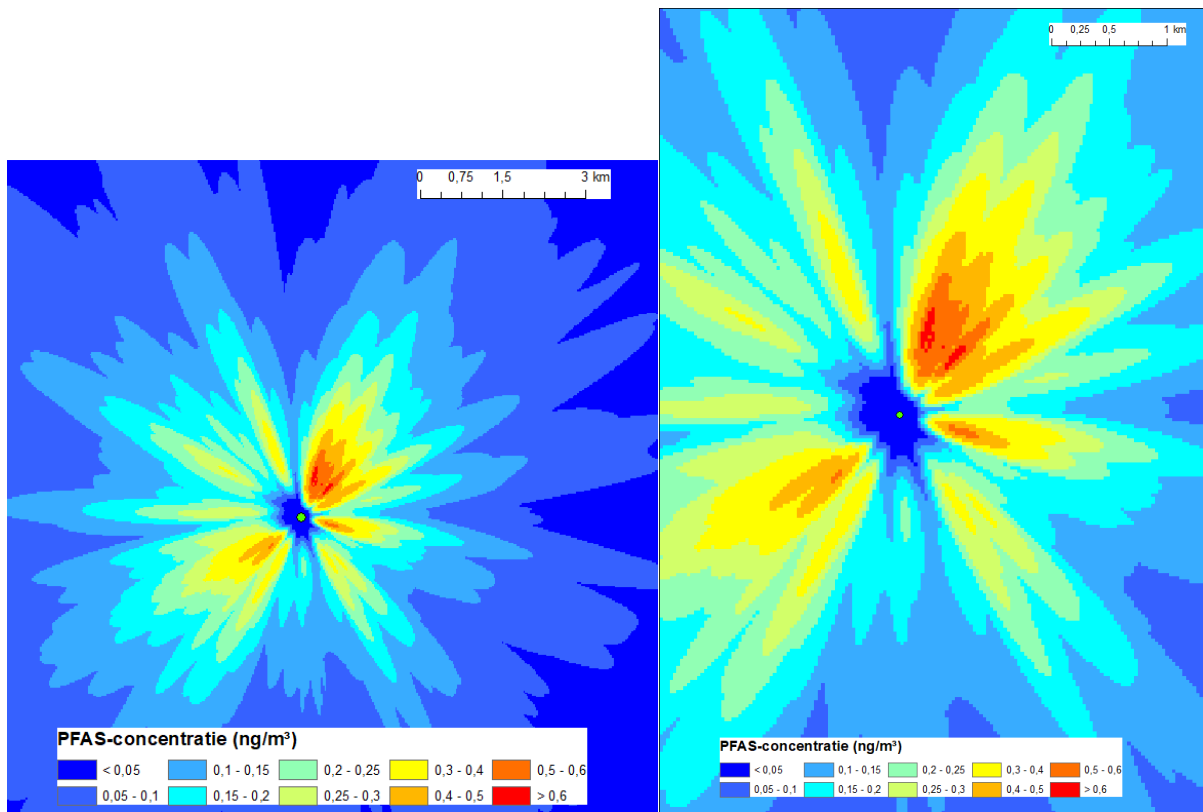 0 0,75 1,5 3 km
PFAS-concentratie (ng/m³)
< 0,05 0,1 - 0,15 0,2 - 0,25 0,3 - 0,4 0,5 - 0,6
0,05 - 0,1 0,15 - 0,2 0,25 - 0,3 0,4 - 0,5 > 0,6
0 0,25 0,5 1 km
PFAS-concentratie (ng/m³)
< 0,05 0,1 - 0,15 0,2 - 0,25 0,3 - 0,4 0,5 - 0,6
0,05 - 0,1 0,15 - 0,2 0,25 - 0,3 0,4 - 0,5 > 0,6